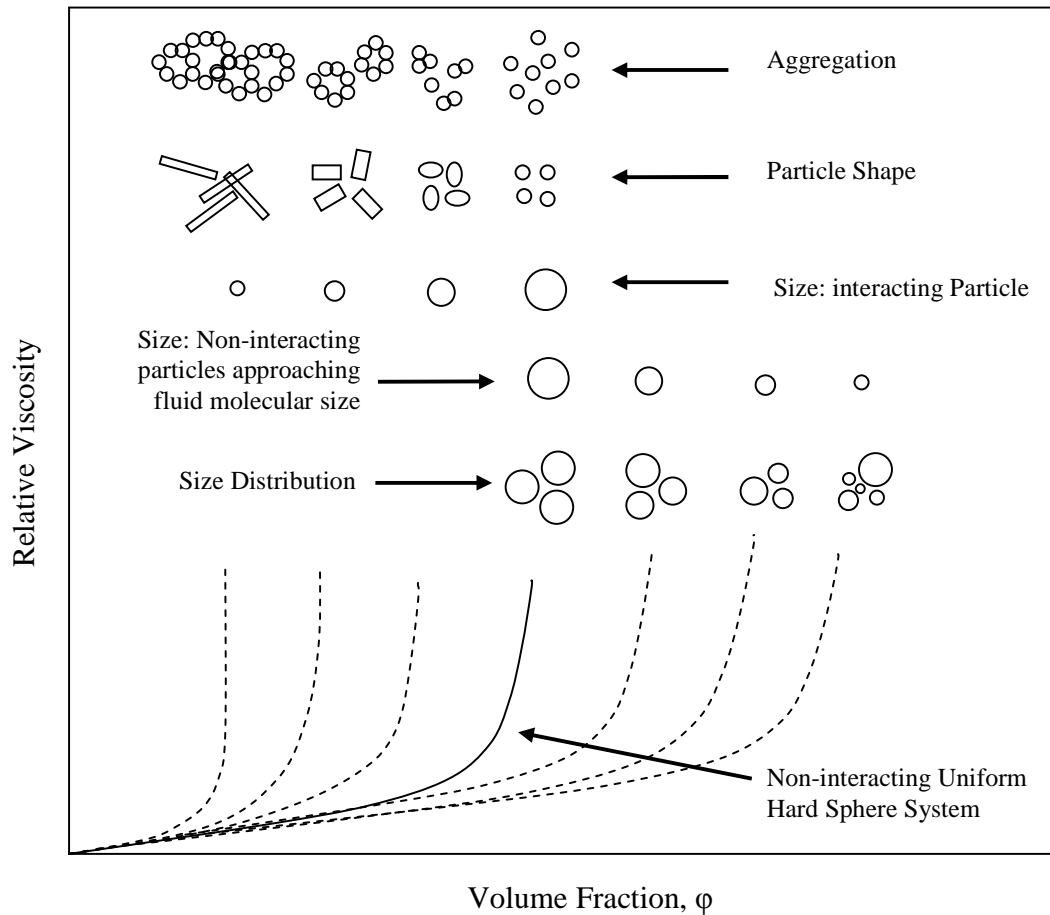 Aggregation
Particle Shape
Size: interacting Particle
Size: Non-interacting
particles approaching
fluid molecular size
Size Distribution
Relative Viscosity
Non-interacting Uniform
Hard Sphere System
Volume Fraction, φ